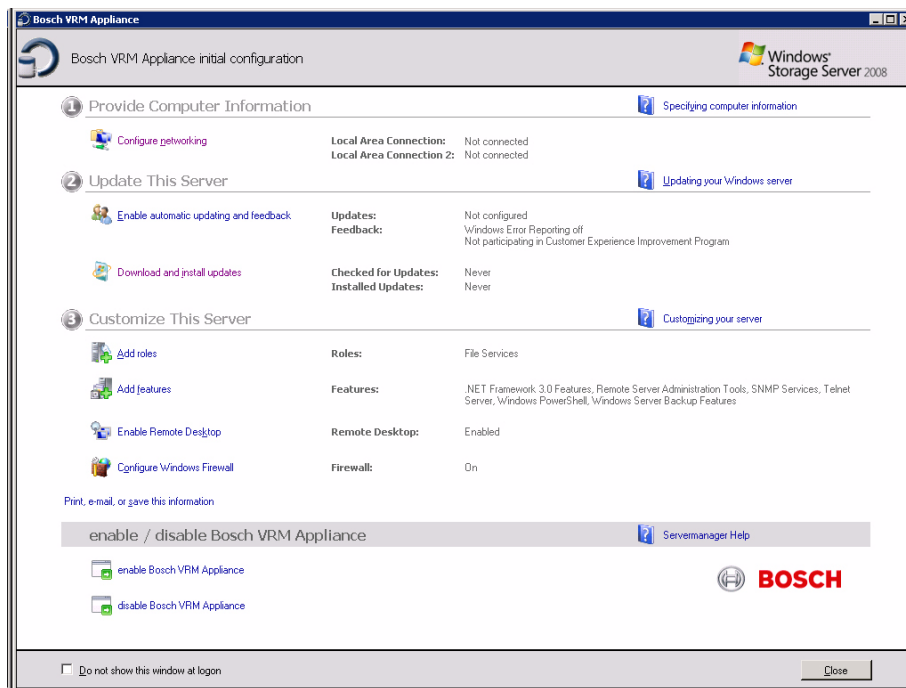 Bosch VRM Appliance
Bosch VRM Appliance initial configuration
Windows®
Storage Server 2008
1 Provide Computer Information
Specifying computer information
Configure networking
Local Area Connection: Not connected
Local Area Connection 2: Not connected
2 Update This Server
Updating your Windows server
Enable automatic updating and feedback
Updates: Not configured
Feedback: Windows Error Reporting off
Not participating in Customer Experience Improvement Program
Download and install updates
Checked for Updates: Never
Installed Updates: Never
3 Customize This Server
Customizing your server
Add roles
Roles: File Services
Add features
Features: .NET Framework 3.0 Features, Remote Server Administration Tools, SNMP Services, Telnet
Server, Windows PowerShell, Windows Server Backup Features
Enable Remote Desktop
Remote Desktop: Enabled
Configure Windows Firewall
Firewall: On
Print, e-mail, or save this information
enable / disable Bosch VRM Appliance
Servermanager Help
enable Bosch VRM Appliance
BOSCH
disable Bosch VRM Appliance
Do not show this window at logon
Close